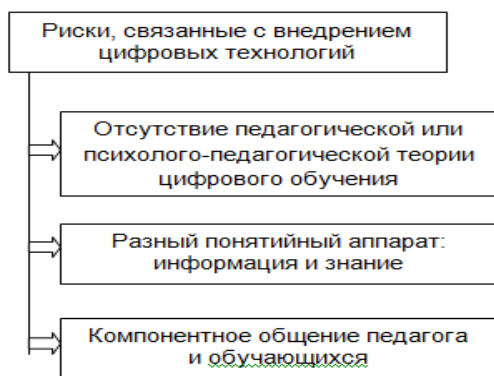 Риски, связанные с внедрением
цифровых технологий
Отсутствие педагогической или
психолого-педагогической теории
цифрового обучения
Разный понятийный аппарат:
информация и знание
Компонентное общение педагога
и обучающихся